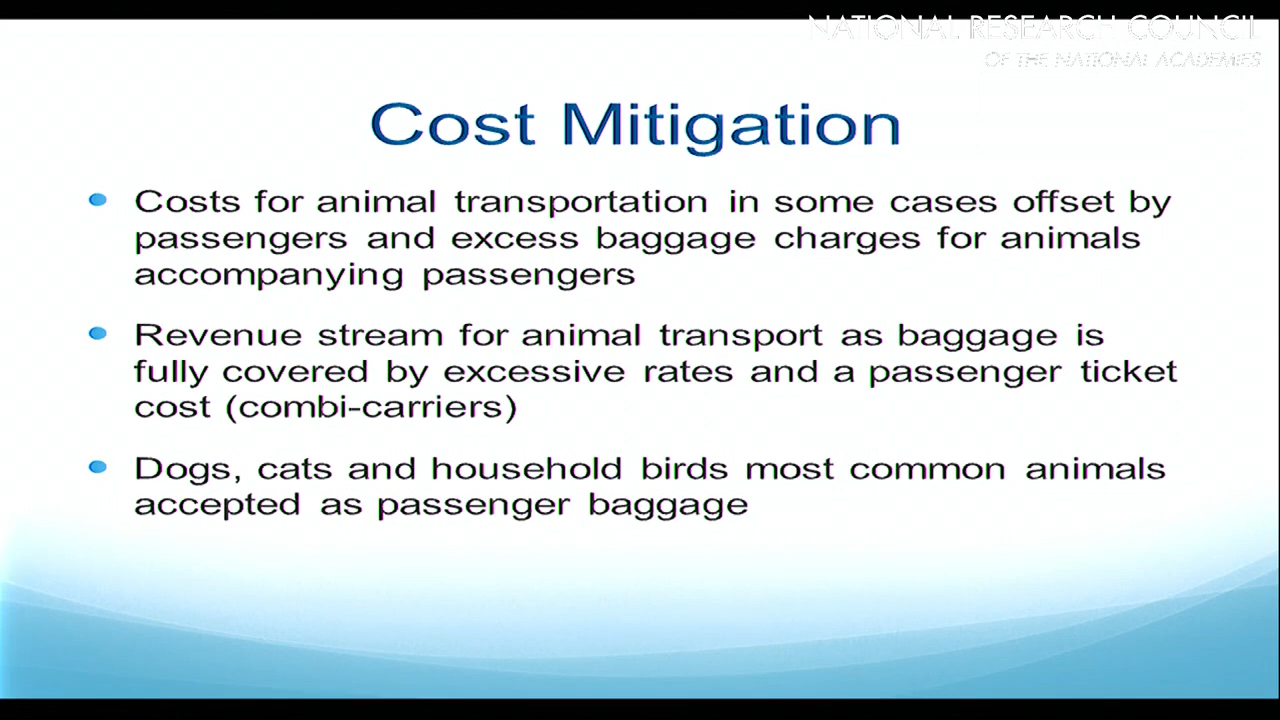 NATIONAL RESEARCH COUNCIL
OF THE NATIONAL ACADEMIES
Cost Mitigation
Costs for animal transportation in some cases offset by
passengers and excess baggage charges for animals
accompanying passengers
Revenue stream for animal transport as baggage is
fully covered by excessive rates and a passenger ticket
cost (combi-carriers)
Dogs, cats and household birds most common animals
accepted as passenger baggage